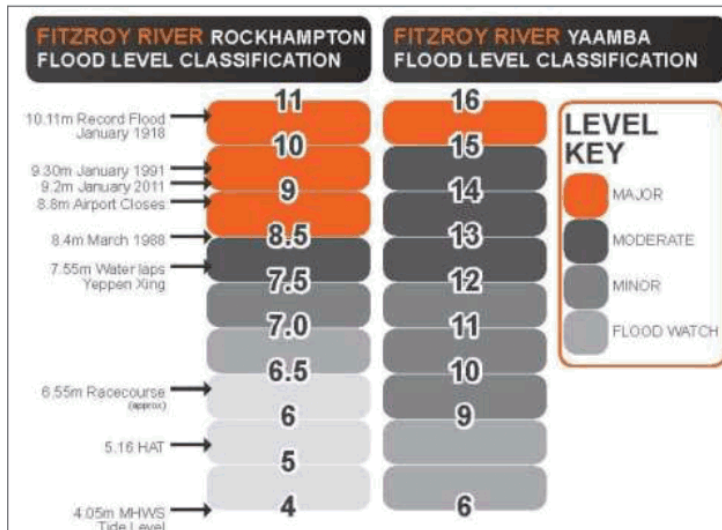 FITZROY RIVER ROCKHAMPTON
FLOOD LEVEL CLASSIFICATION
10.11m Record Flood
January 1918
9.30m January 1991
9.2m January 2011
8.8m Airport Closes
8.4m March 1988
7.55m Water laps
Yeppen Xing
6.55m Racecourse
(approx)
5.16 HAT
4.05m MHWS
Tide Level
11
10
9
8.5
7.5
7.0
6.5
6
5
4
FITZROY RIVER YAAMBA
FLOOD LEVEL CLASSIFICATION
16
15
14
13
12
11
10
9
6
LEVEL
KEY
MAJOR
MODERATE
MINOR
FLOOD WATCH